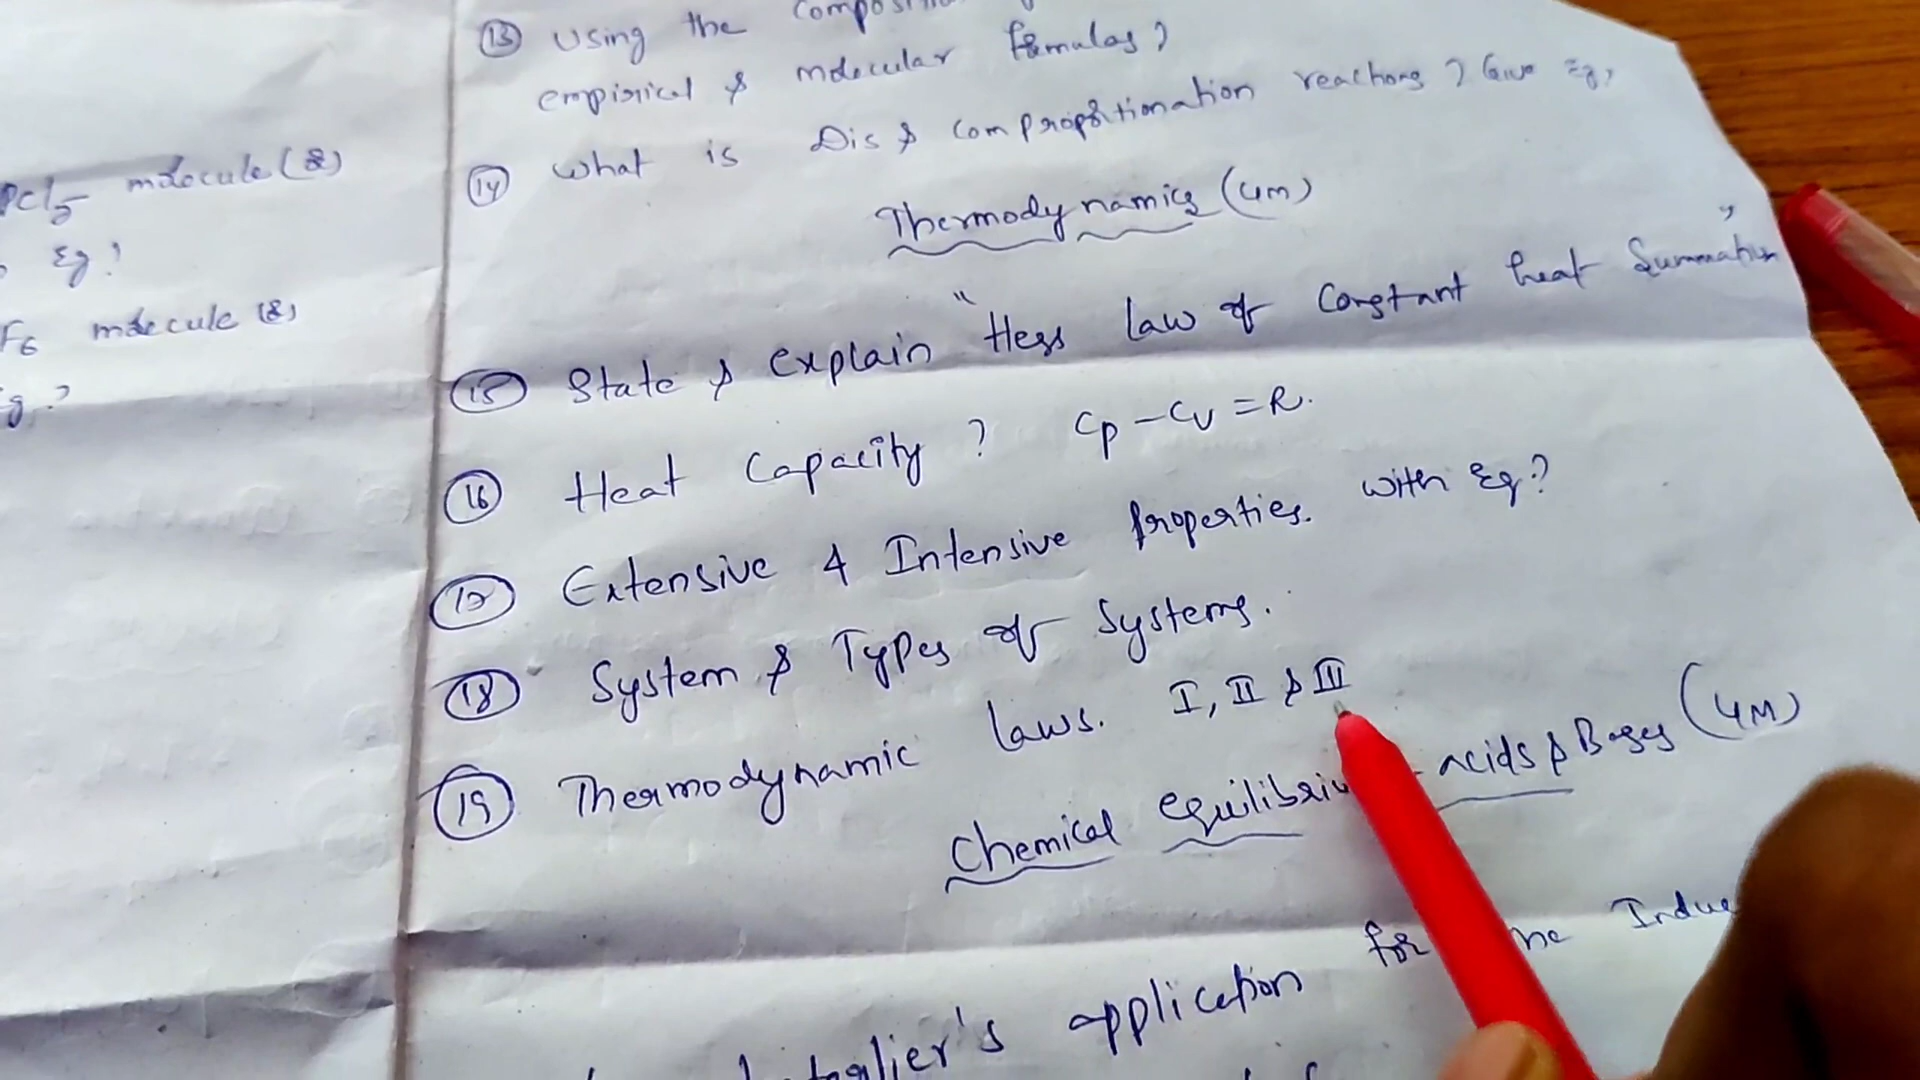 PCl5 molecule (8)
Eg?
F6 molecule (8)
(13) Using the
empirical & molecular formulas?
(14) What is Dis & Comproportionation reactions? Give Eg,
Thermodynamics (4M)
(15) State & explain "Hess Law of Constant heat Summation"
(16) Heat Capacity? Cp - Cv = R.
(17) Extensive & Intensive Properties. with Eg?
(18) System & Types of Systems.
(19) Thermodynamic laws. I, II & III
Chemical equilibriu - acids & Bases (4M)
application for